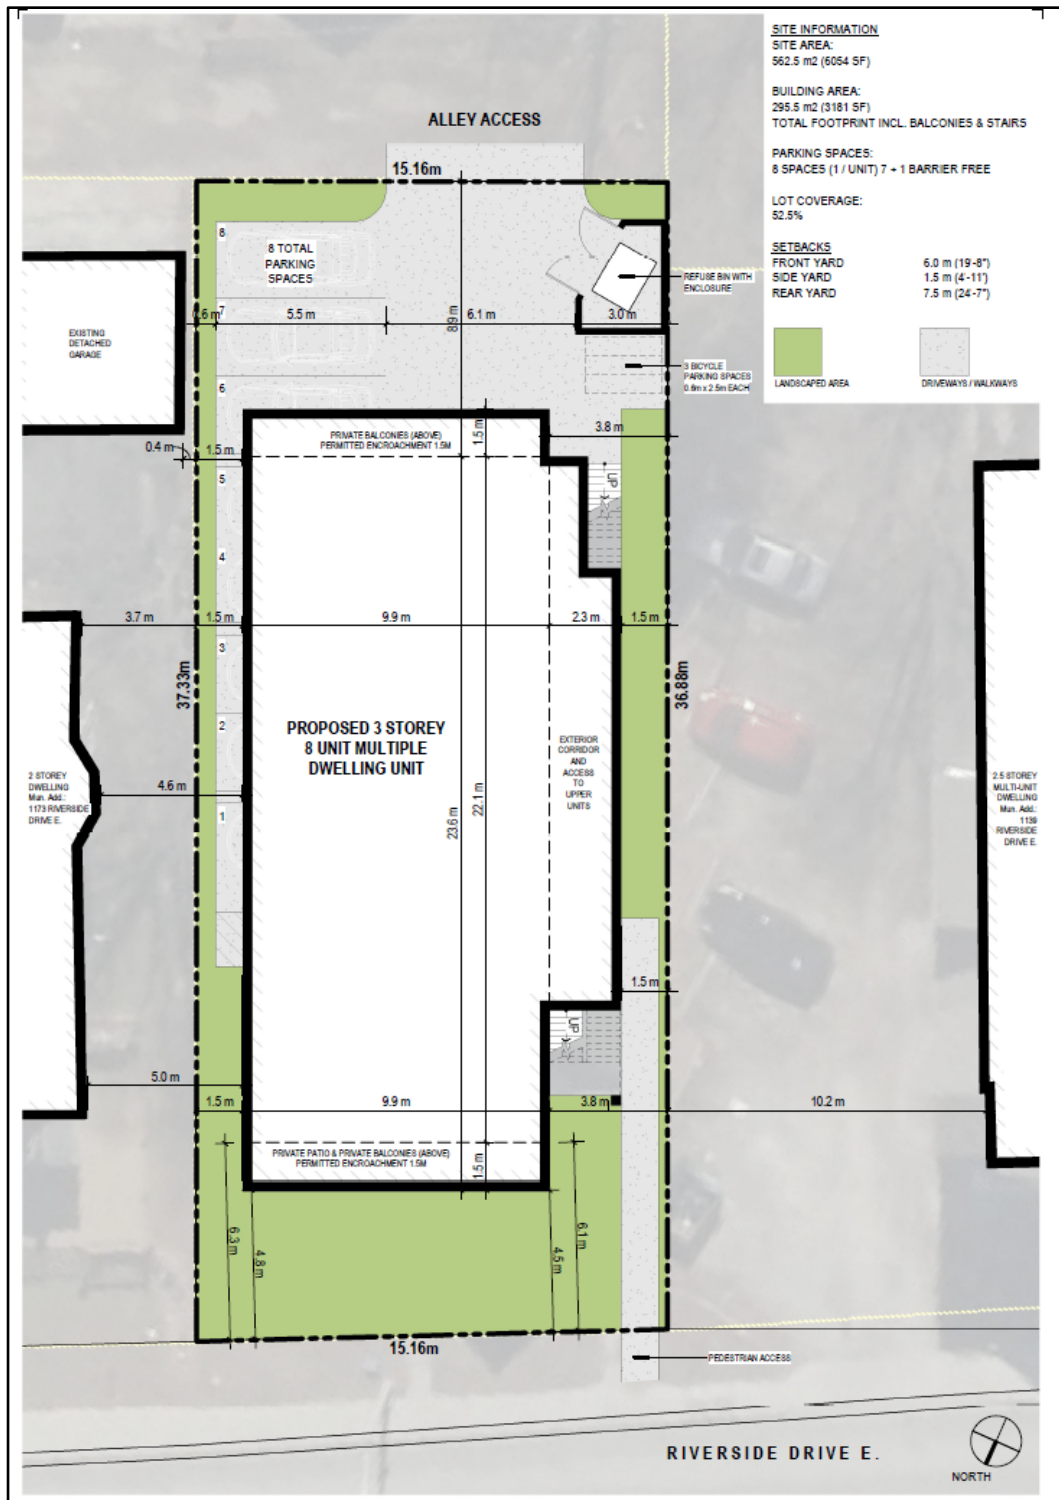 SITE INFORMATION
SITE AREA:
562.5 m2 (6054 SF)
BUILDING AREA:
295.5 m2 (3181 SF)
TOTAL FOOTPRINT INCL. BALCONIES & STAIRS
PARKING SPACES:
8 SPACES (1 / UNIT) 7 + 1 BARRIER FREE
LOT COVERAGE:
52.5%
SETBACKS
FRONT YARD 6.0 m (19'-8")
SIDE YARD 1.5 m (4'-11')
REAR YARD 7.5 m (24'-7")
LANDSCAPED AREA
DRIVEWAYS / WALKWAYS
ALLEY ACCESS
15.16m
8
8 TOTAL
PARKING
SPACES
REFUSE BIN WITH
ENCLOSURE
7
.6 m
5.5 m
8.9 m
6.1 m
3.0 m
EXISTING
DETACHED
GARAGE
3 BICYCLE
PARKING SPACES
0.6m x 2.5m EACH
6
PRIVATE BALCONIES (ABOVE)
PERMITTED ENCROACHMENT 1.5M
1.5 m
3.8 m
0.4 m
1.5 m
5
UP
4
3.7 m
1.5 m
9.9 m
2.3 m
1.5 m
3
37.33m
36.88m
2
PROPOSED 3 STOREY
8 UNIT MULTIPLE
DWELLING UNIT
EXTERIOR
CORRIDOR
AND
ACCESS
TO
UPPER
UNITS
2 STOREY
DWELLING
Mun. Add.:
1173 RIVERSIDE
DRIVE E.
2.5 STOREY
MULTI-UNIT
DWELLING
Mun. Add.:
1139
RIVERSIDE
DRIVE E.
4.6 m
1
23.6 m
22.1 m
1.5 m
UP
5.0 m
1.5 m
9.9 m
3.8 m
10.2 m
PRIVATE PATIO & PRIVATE BALCONIES (ABOVE)
PERMITTED ENCROACHMENT 1.5M
1.5 m
6.3 m
4.8 m
4.5 m
6.1 m
15.16m
PEDESTRIAN ACCESS
RIVERSIDE DRIVE E.
NORTH